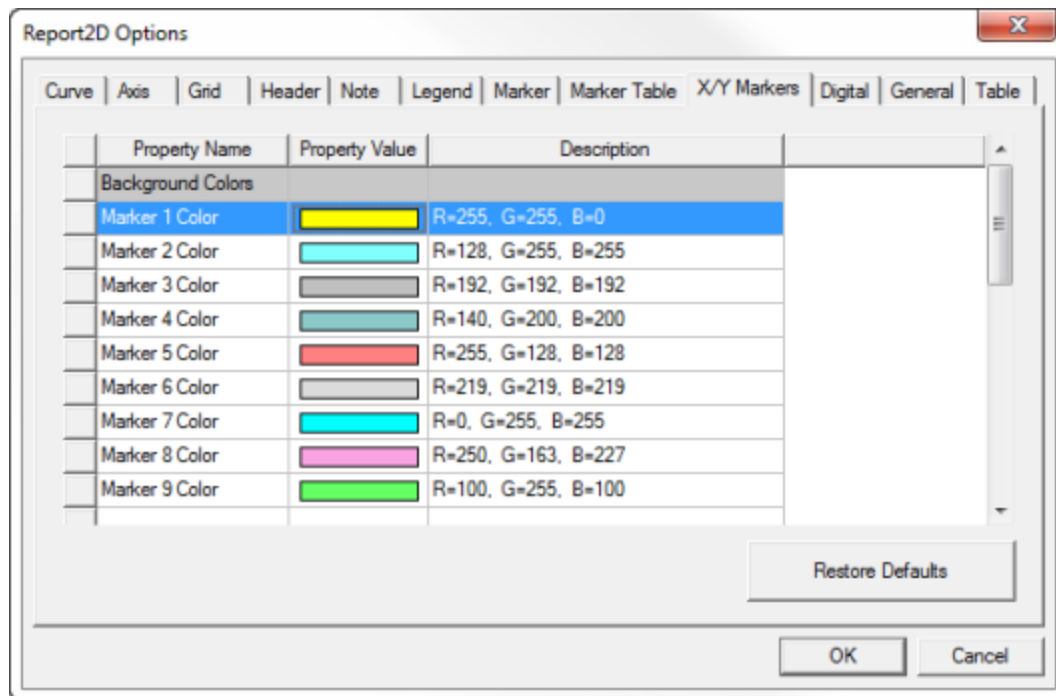 Report2D Options
Curve Axis Grid Header Note Legend Marker Marker Table X/Y Markers Digital General Table
Property Name Property Value Description
Background Colors
Marker 1 Color R=255, G=255, B=0
Marker 2 Color R=128, G=255, B=255
Marker 3 Color R=192, G=192, B=192
Marker 4 Color R=140, G=200, B=200
Marker 5 Color R=255, G=128, B=128
Marker 6 Color R=219, G=219, B=219
Marker 7 Color R=0, G=255, B=255
Marker 8 Color R=250, G=163, B=227
Marker 9 Color R=100, G=255, B=100
Restore Defaults
OK Cancel